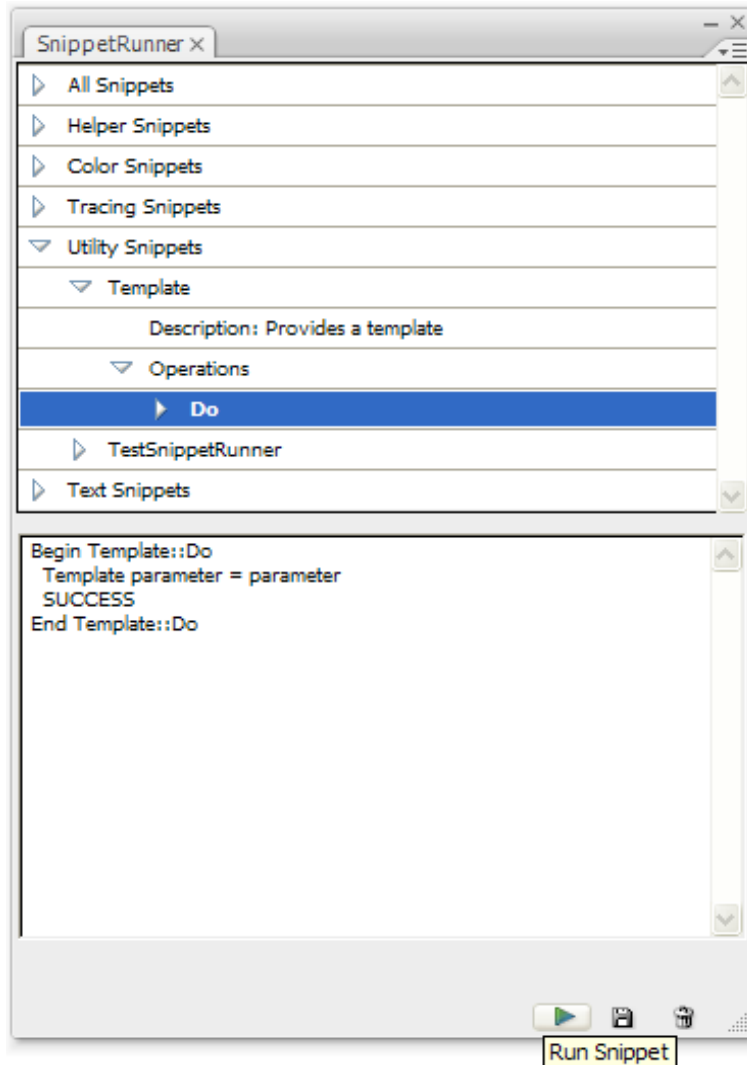 SnippetRunner
All Snippets
Helper Snippets
Color Snippets
Tracing Snippets
Utility Snippets
Template
Description: Provides a template
Operations
Do
TestSnippetRunner
Text Snippets
Begin Template::Do
Template parameter = parameter
SUCCESS
End Template::Do
Run Snippet